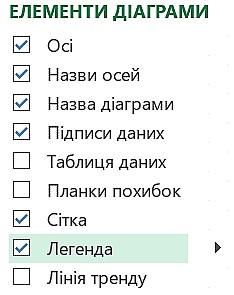 ЕЛЕМЕНТИ ДІАГРАМИ
Осі
Назви осей
Назва діаграми
Підписи даних
Таблиця даних
Планки похибок
Сітка
Легенда
Лінія тренду